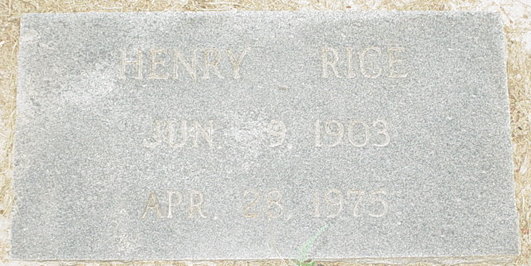 HENRY RICE
JUN. 9, 1903
APR. 23, 1975